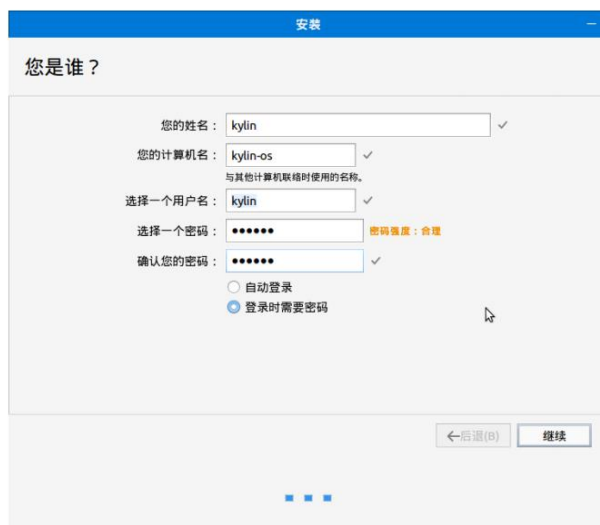 安装
您是谁？
您的姓名： kylin
您的计算机名： kylin-os
与其他计算机联络时使用的名称。
选择一个用户名： kylin
选择一个密码： ●●●●●● 密码强度：合理
确认您的密码： ●●●●●●
自动登录
登录时需要密码
后退(B) 继续